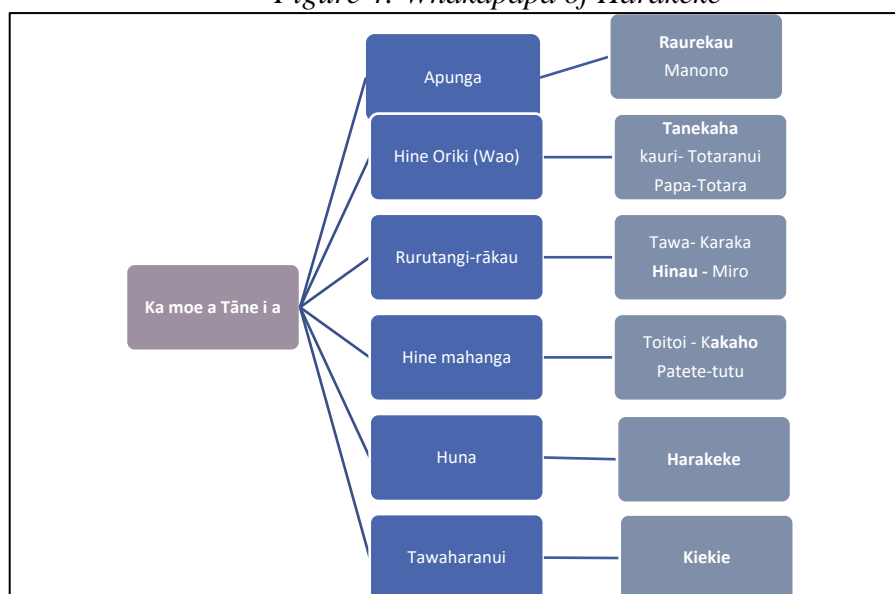 Figure 4: Whakapapa of Harakeke
Apunga
Raurekau
Manono
Hine Oriki (Wao)
Tanekaha
kauri- Totaranui
Papa-Totara
Ka moe a Tāne i a
Rurutangi-rākau
Tawa- Karaka
Hinau - Miro
Hine mahanga
Toitoi - Kakaho
Patete-tutu
Huna
Harakeke
Tawaharanui
Kiekie